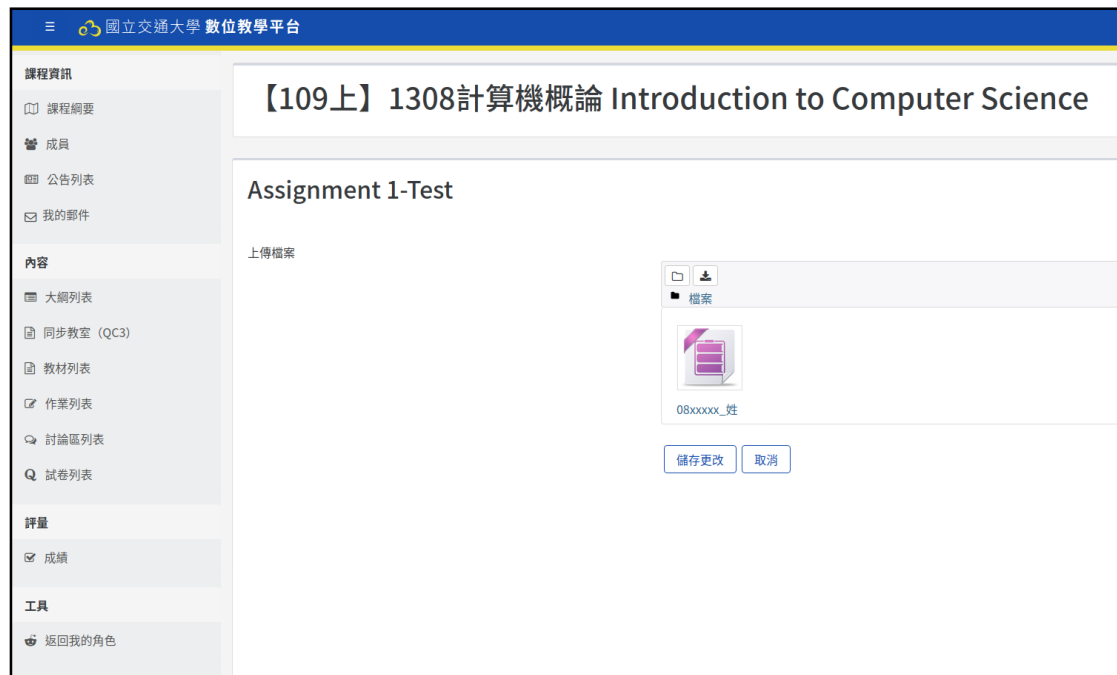 國立交通大學 數位教學平台
課程資訊
課程綱要
成員
公告列表
我的郵件
內容
大綱列表
同步教室（QC3）
教材列表
作業列表
討論區列表
試卷列表
評量
成績
工具
返回我的角色
【109上】1308計算機概論 Introduction to Computer Science
Assignment 1-Test
上傳檔案
檔案
08xxxxx_姓
儲存更改
取消